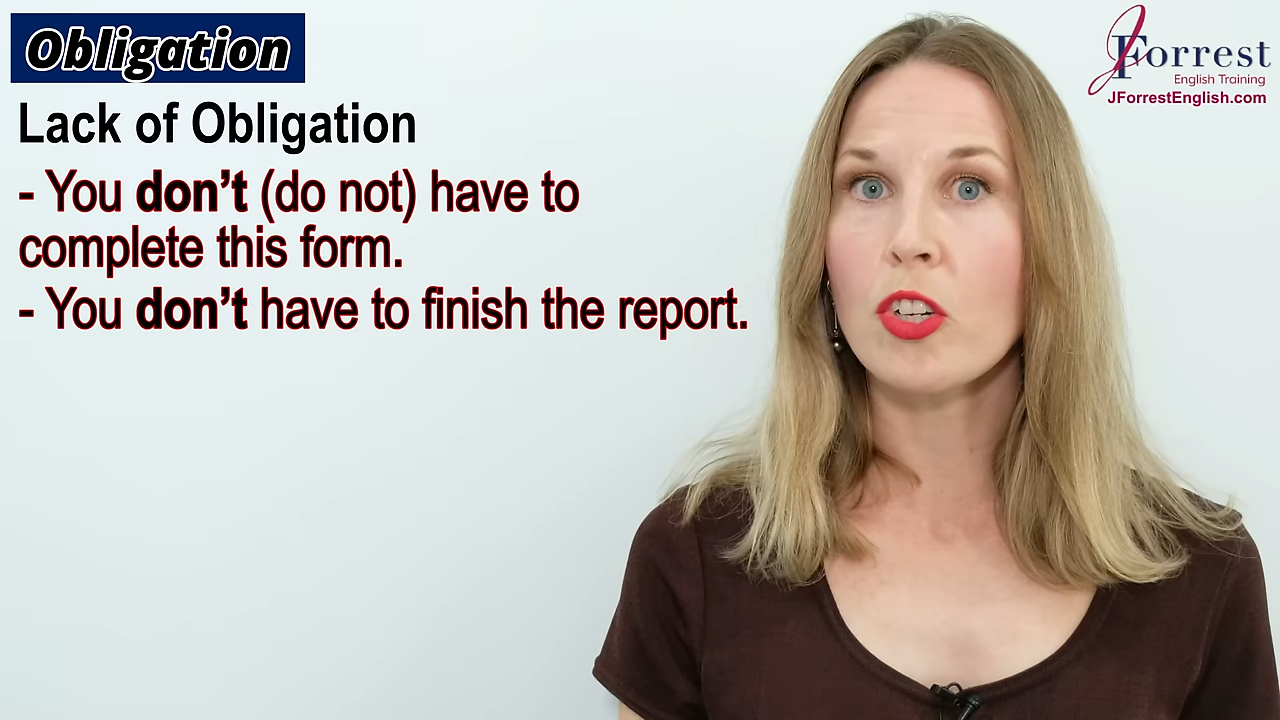 Obligation
Lack of Obligation
- You don't (do not) have to
complete this form.
- You don't have to finish the report.
JForrest
English Training
JForrestEnglish.com